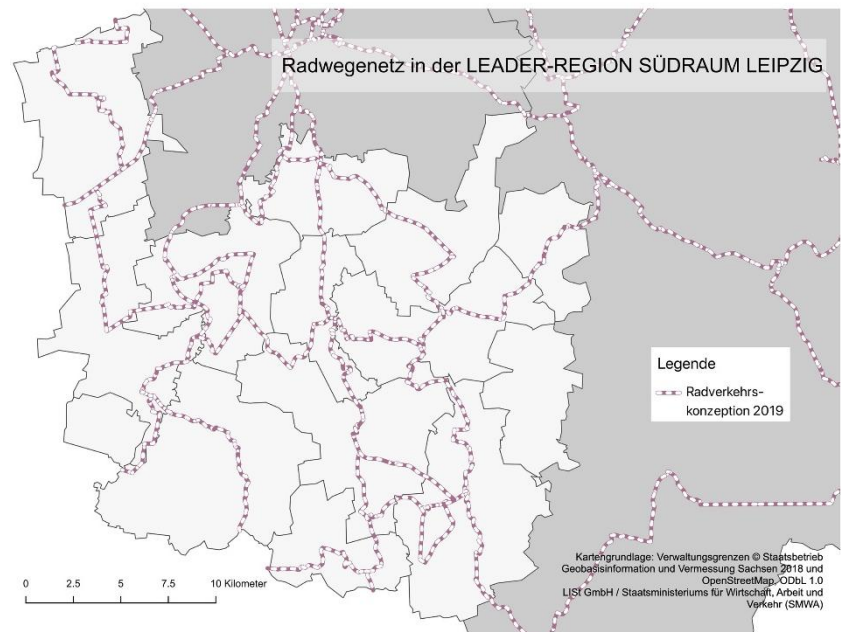 Radwegenetz in der LEADER-REGION SÜDRAUM LEIPZIG
Legende
Radverkehrs-
konzeption 2019
Kartengrundlage: Verwaltungsgrenzen © Staatsbetrieb
Geobasisinformation und Vermessung Sachsen 2018 und
OpenStreetMap, ODbL 1.0
LISt GmbH / Staatsministeriums für Wirtschaft, Arbeit und
Verkehr (SMWA)
0 2.5 5 7.5 10 Kilometer